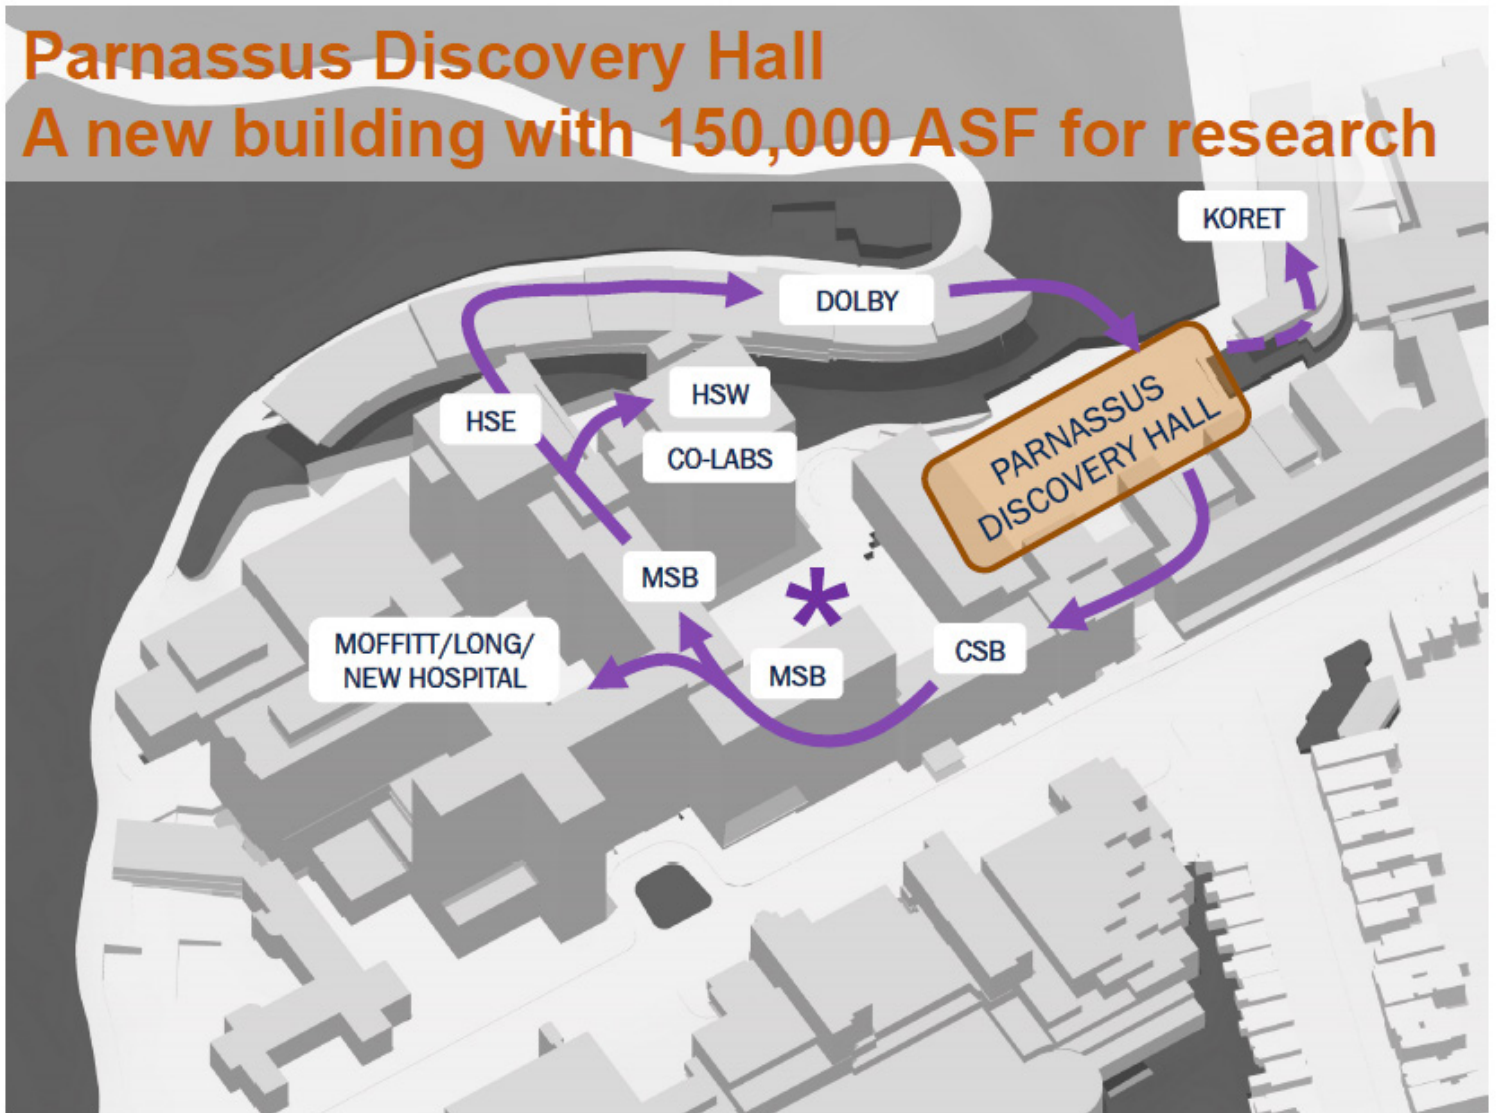 Parnassus Discovery Hall
A new building with 150,000 ASF for research
KORET
DOLBY
HSW
HSE
CO-LABS
PARNASSUS
DISCOVERY HALL
MSB
*
MOFFITT/LONG/
NEW HOSPITAL
MSB
CSB